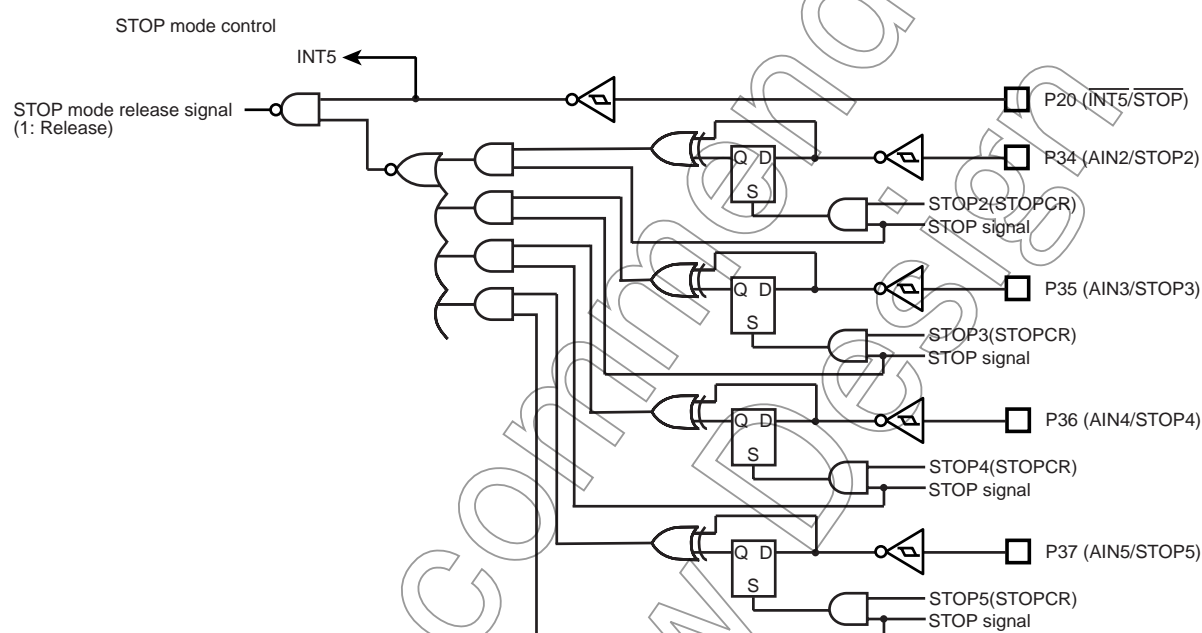 STOP mode control
INT5
STOP mode release signal
(1: Release)
P20 (INT5/STOP)
Q D
S
P34 (AIN2/STOP2)
STOP2(STOPCR)
STOP signal
Q D
S
P35 (AIN3/STOP3)
STOP3(STOPCR)
STOP signal
Q D
S
P36 (AIN4/STOP4)
STOP4(STOPCR)
STOP signal
Q D
S
P37 (AIN5/STOP5)
STOP5(STOPCR)
STOP signal